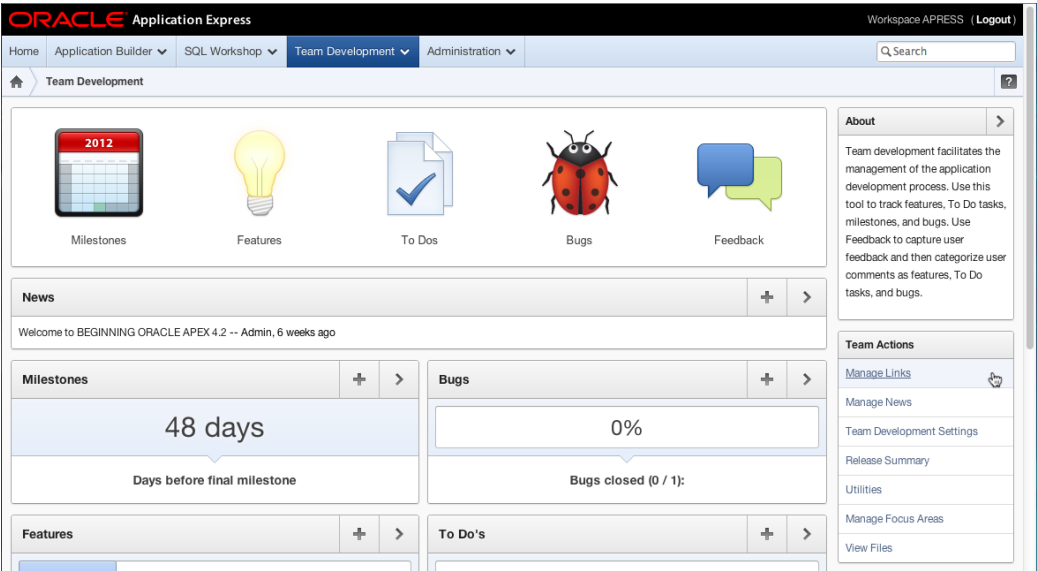 ORACLE Application Express
Workspace APRESS (Logout)
Home Application Builder SQL Workshop Team Development Administration Search
Team Development ?
2012
Milestones Features To Dos Bugs Feedback
News
Welcome to BEGINNING ORACLE APEX 4.2 -- Admin, 6 weeks ago
Milestones
48 days
Days before final milestone
Bugs
0%
Bugs closed (0 / 1):
Features
To Do's
About
Team development facilitates the
management of the application
development process. Use this
tool to track features, To Do tasks,
milestones, and bugs. Use
Feedback to capture user
feedback and then categorize user
comments as features, To Do
tasks, and bugs.
Team Actions
Manage Links
Manage News
Team Development Settings
Release Summary
Utilities
Manage Focus Areas
View Files